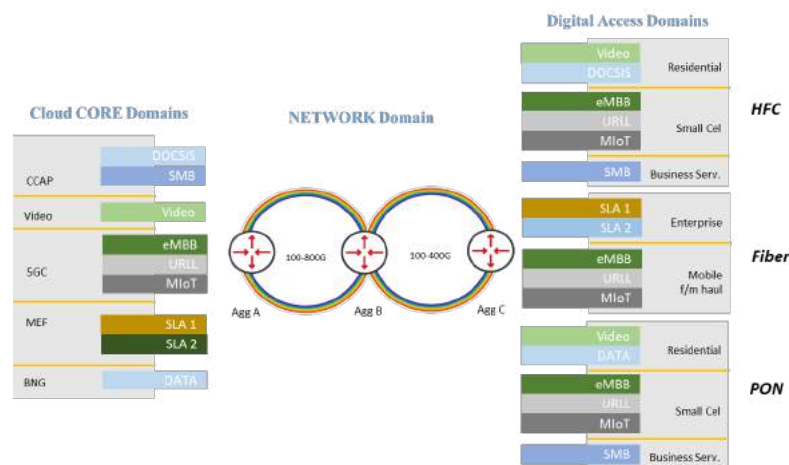 Digital Access Domains
Video
DOCSIS
Residential
eMBB
URLL
MIoT
Small Cel
HFC
SMB
Business Serv.
SLA 1
SLA 2
Enterprise
eMBB
URLL
MIoT
Mobile
f/m haul
Fiber
Video
DATA
Residential
eMBB
URLL
MIoT
Small Cel
PON
SMB
Business Serv.
Cloud CORE Domains
DOCSIS
SMB
CCAP
Video
Video
eMBB
URLL
MIoT
5GC
MEF
SLA 1
SLA 2
BNG
DATA
NETWORK Domain
100-800G
100-400G
Agg A
Agg B
Agg C